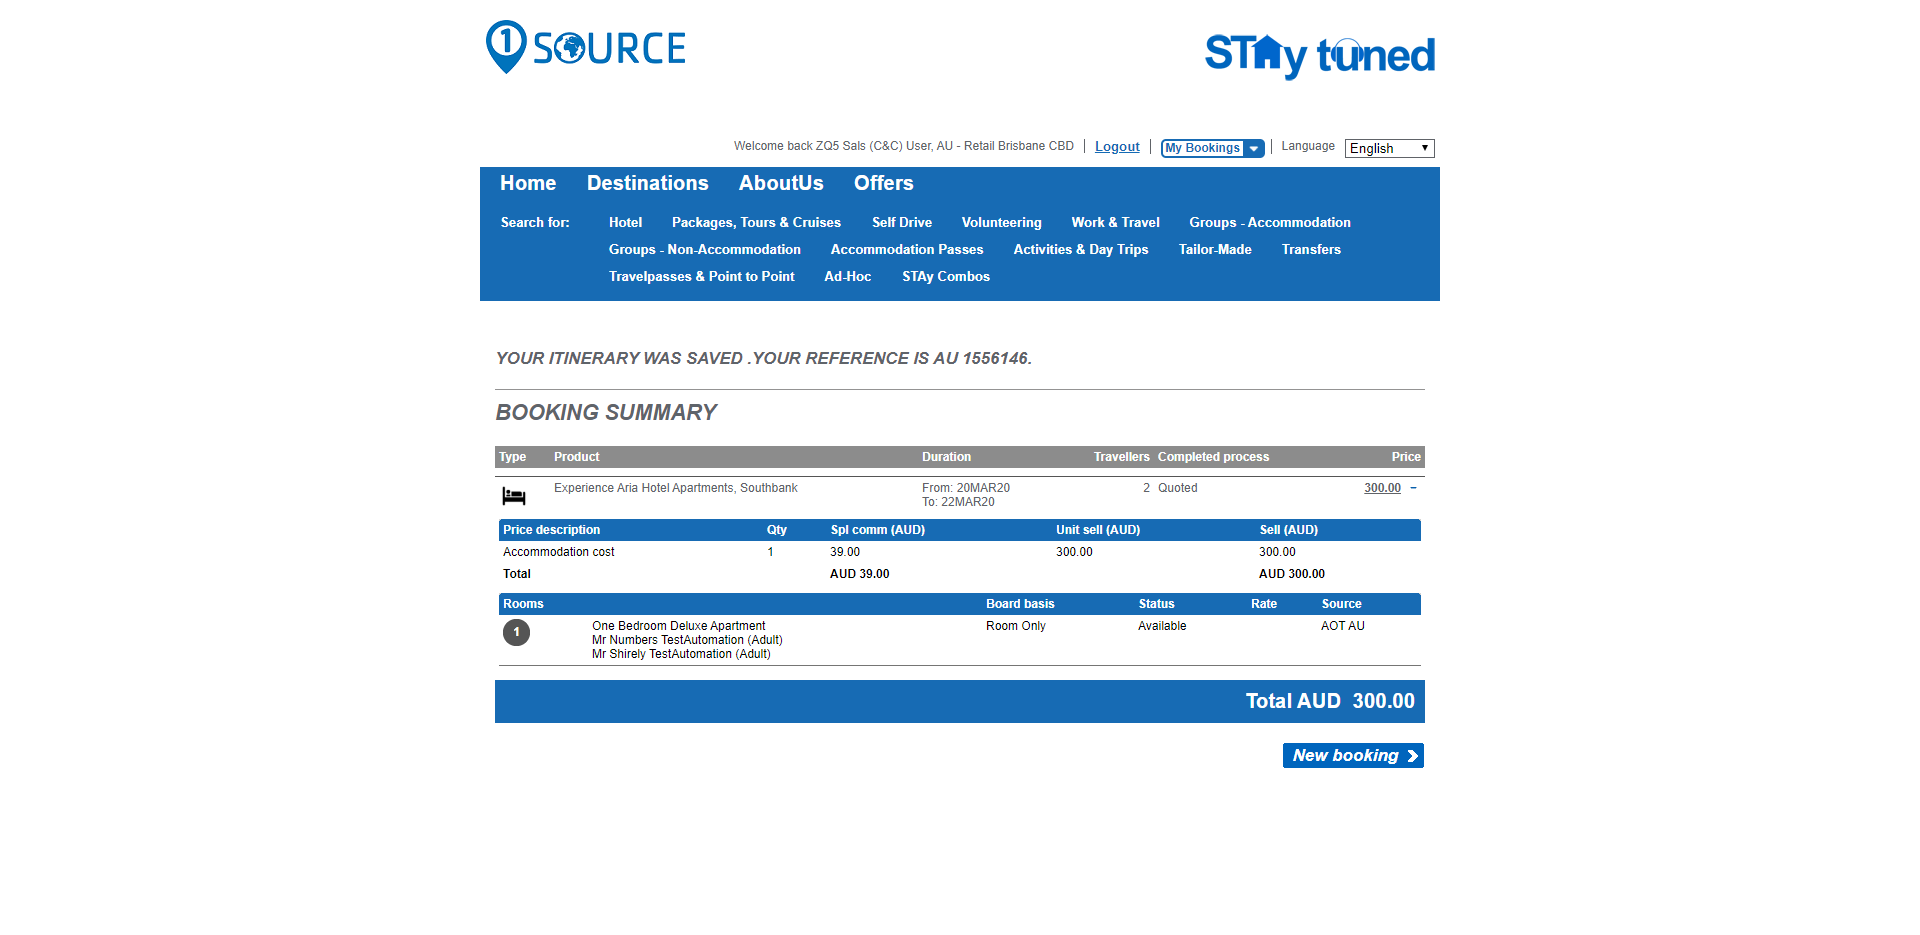 1 SOURCE
STAy tuned
Welcome back ZQ5 Sals (C&C) User, AU - Retail Brisbane CBD Logout My Bookings Language English
Home Destinations AboutUs Offers
Search for: Hotel Packages, Tours & Cruises Self Drive Volunteering Work & Travel Groups - Accommodation
Groups - Non-Accommodation Accommodation Passes Activities & Day Trips Tailor-Made Transfers
Travelpasses & Point to Point Ad-Hoc STAy Combos
YOUR ITINERARY WAS SAVED .YOUR REFERENCE IS AU 1556146.
BOOKING SUMMARY
Type Product Duration Travellers Completed process Price
Experience Aria Hotel Apartments, Southbank From: 20MAR20 2 Quoted 300.00 –
To: 22MAR20
Price description Qty Spl comm (AUD) Unit sell (AUD) Sell (AUD)
Accommodation cost 1 39.00 300.00 300.00
Total AUD 39.00 AUD 300.00
Rooms Board basis Status Rate Source
1 One Bedroom Deluxe Apartment Room Only Available AOT AU
Mr Numbers TestAutomation (Adult)
Mr Shirely TestAutomation (Adult)
Total AUD 300.00
New booking